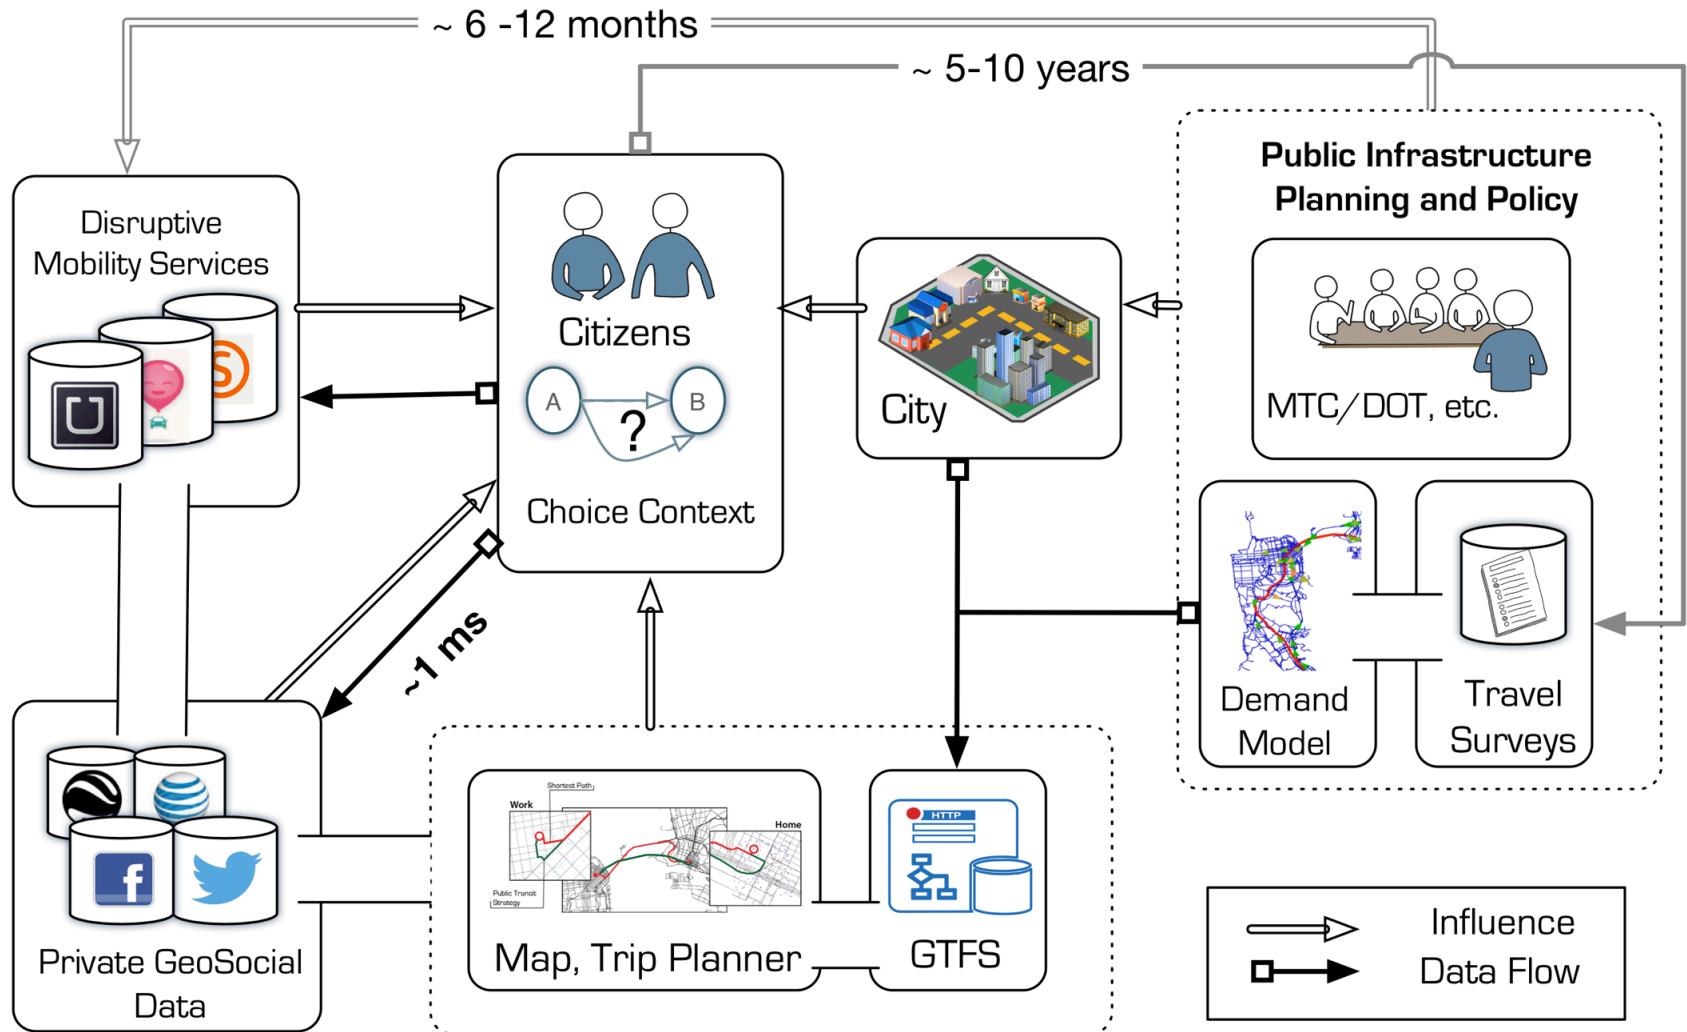 ~ 6 -12 months
~ 5-10 years
Public Infrastructure
Planning and Policy
Disruptive
Mobility Services
U
S
Citizens
A
B
?
Choice Context
City
MTC/DOT, etc.
~1 ms
Demand
Model
Travel
Surveys
Shortest Path
Work
Home
Public Transit
Strategy
HTTP
f
Map, Trip Planner
GTFS
Private GeoSocial
Data
Influence
Data Flow